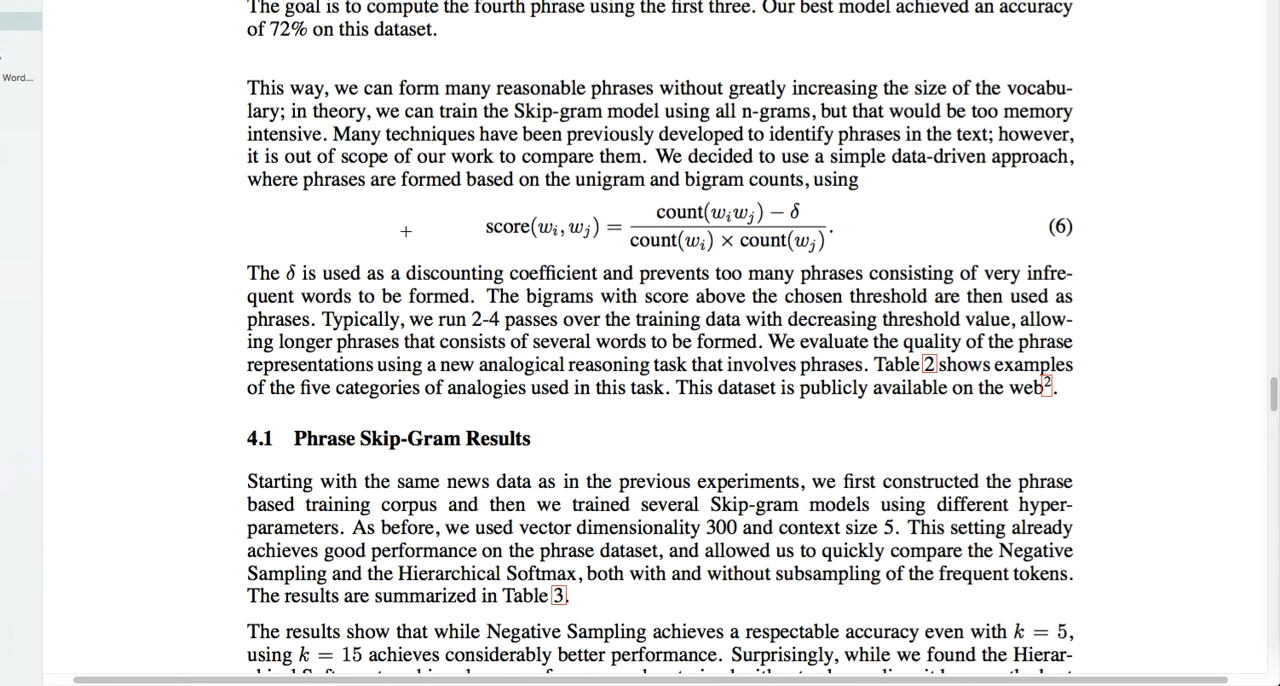 The goal is to compute the fourth phrase using the first three. Our best model achieved an accuracy
of 72% on this dataset.
Word...
This way, we can form many reasonable phrases without greatly increasing the size of the vocabu-
lary; in theory, we can train the Skip-gram model using all n-grams, but that would be too memory
intensive. Many techniques have been previously developed to identify phrases in the text; however,
it is out of scope of our work to compare them. We decided to use a simple data-driven approach,
where phrases are formed based on the unigram and bigram counts, using
score(wᵢ, wⱼ) = (count(wᵢwⱼ) − δ) / (count(wᵢ) × count(wⱼ)). (6)
The δ is used as a discounting coefficient and prevents too many phrases consisting of very infre-
quent words to be formed. The bigrams with score above the chosen threshold are then used as
phrases. Typically, we run 2-4 passes over the training data with decreasing threshold value, allow-
ing longer phrases that consists of several words to be formed. We evaluate the quality of the phrase
representations using a new analogical reasoning task that involves phrases. Table 2 shows examples
of the five categories of analogies used in this task. This dataset is publicly available on the web².
4.1 Phrase Skip-Gram Results
Starting with the same news data as in the previous experiments, we first constructed the phrase
based training corpus and then we trained several Skip-gram models using different hyper-
parameters. As before, we used vector dimensionality 300 and context size 5. This setting already
achieves good performance on the phrase dataset, and allowed us to quickly compare the Negative
Sampling and the Hierarchical Softmax, both with and without subsampling of the frequent tokens.
The results are summarized in Table 3.
The results show that while Negative Sampling achieves a respectable accuracy even with k = 5,
using k = 15 achieves considerably better performance. Surprisingly, while we found the Hierar-